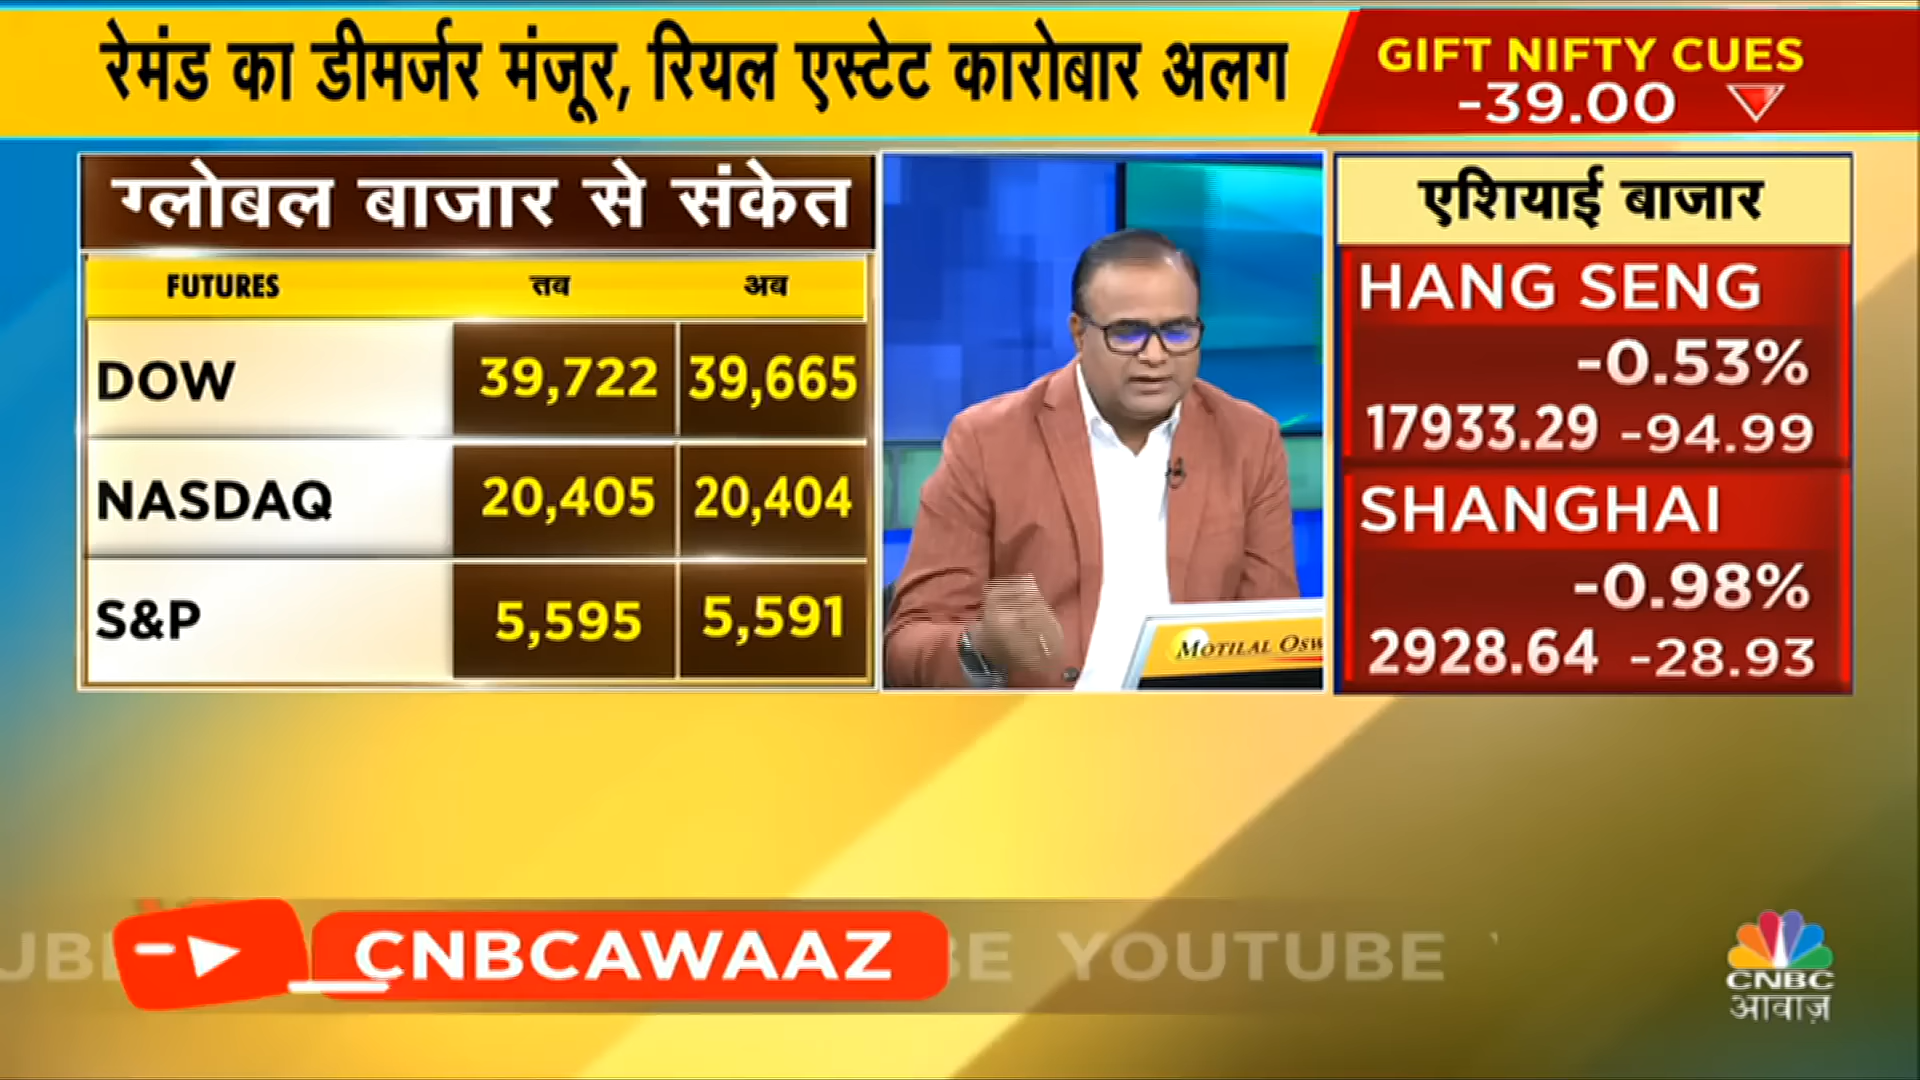 रेमंड का डीमर्जर मंजूर, रियल एस्टेट कारोबार अलग
GIFT NIFTY CUES
-39.00
ग्लोबल बाजार से संकेत
FUTURES तब अब
DOW 39,722 39,665
NASDAQ 20,405 20,404
S&P 5,595 5,591
MOTILAL OSW
एशियाई बाजार
HANG SENG
-0.53%
17933.29 -94.99
SHANGHAI
-0.98%
2928.64 -28.93
CNBCAWAAZ
YOUTUBE
CNBC
आवाज़